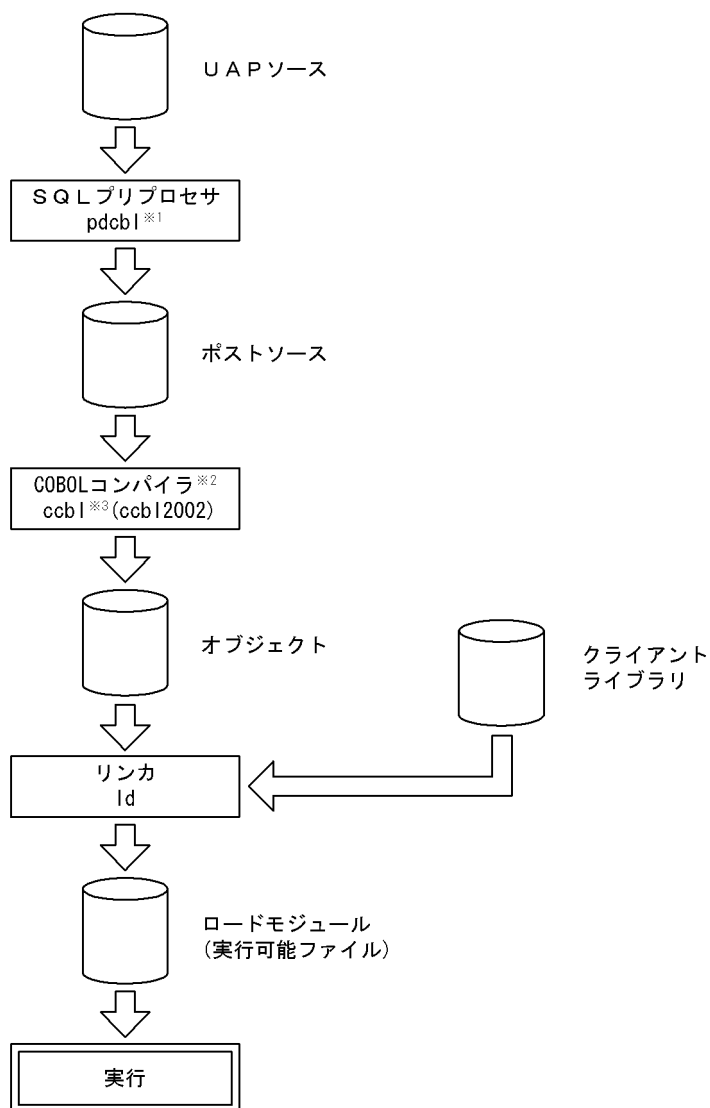 ＵＡＰソース
ＳＱＬプリプロセサ
pdcbl※1
ポストソース
COBOLコンパイラ※2
ccbl※3(ccbl2002)
オブジェクト
クライアント
ライブラリ
リンカ
ld
ロードモジュール
(実行可能ファイル)
実行